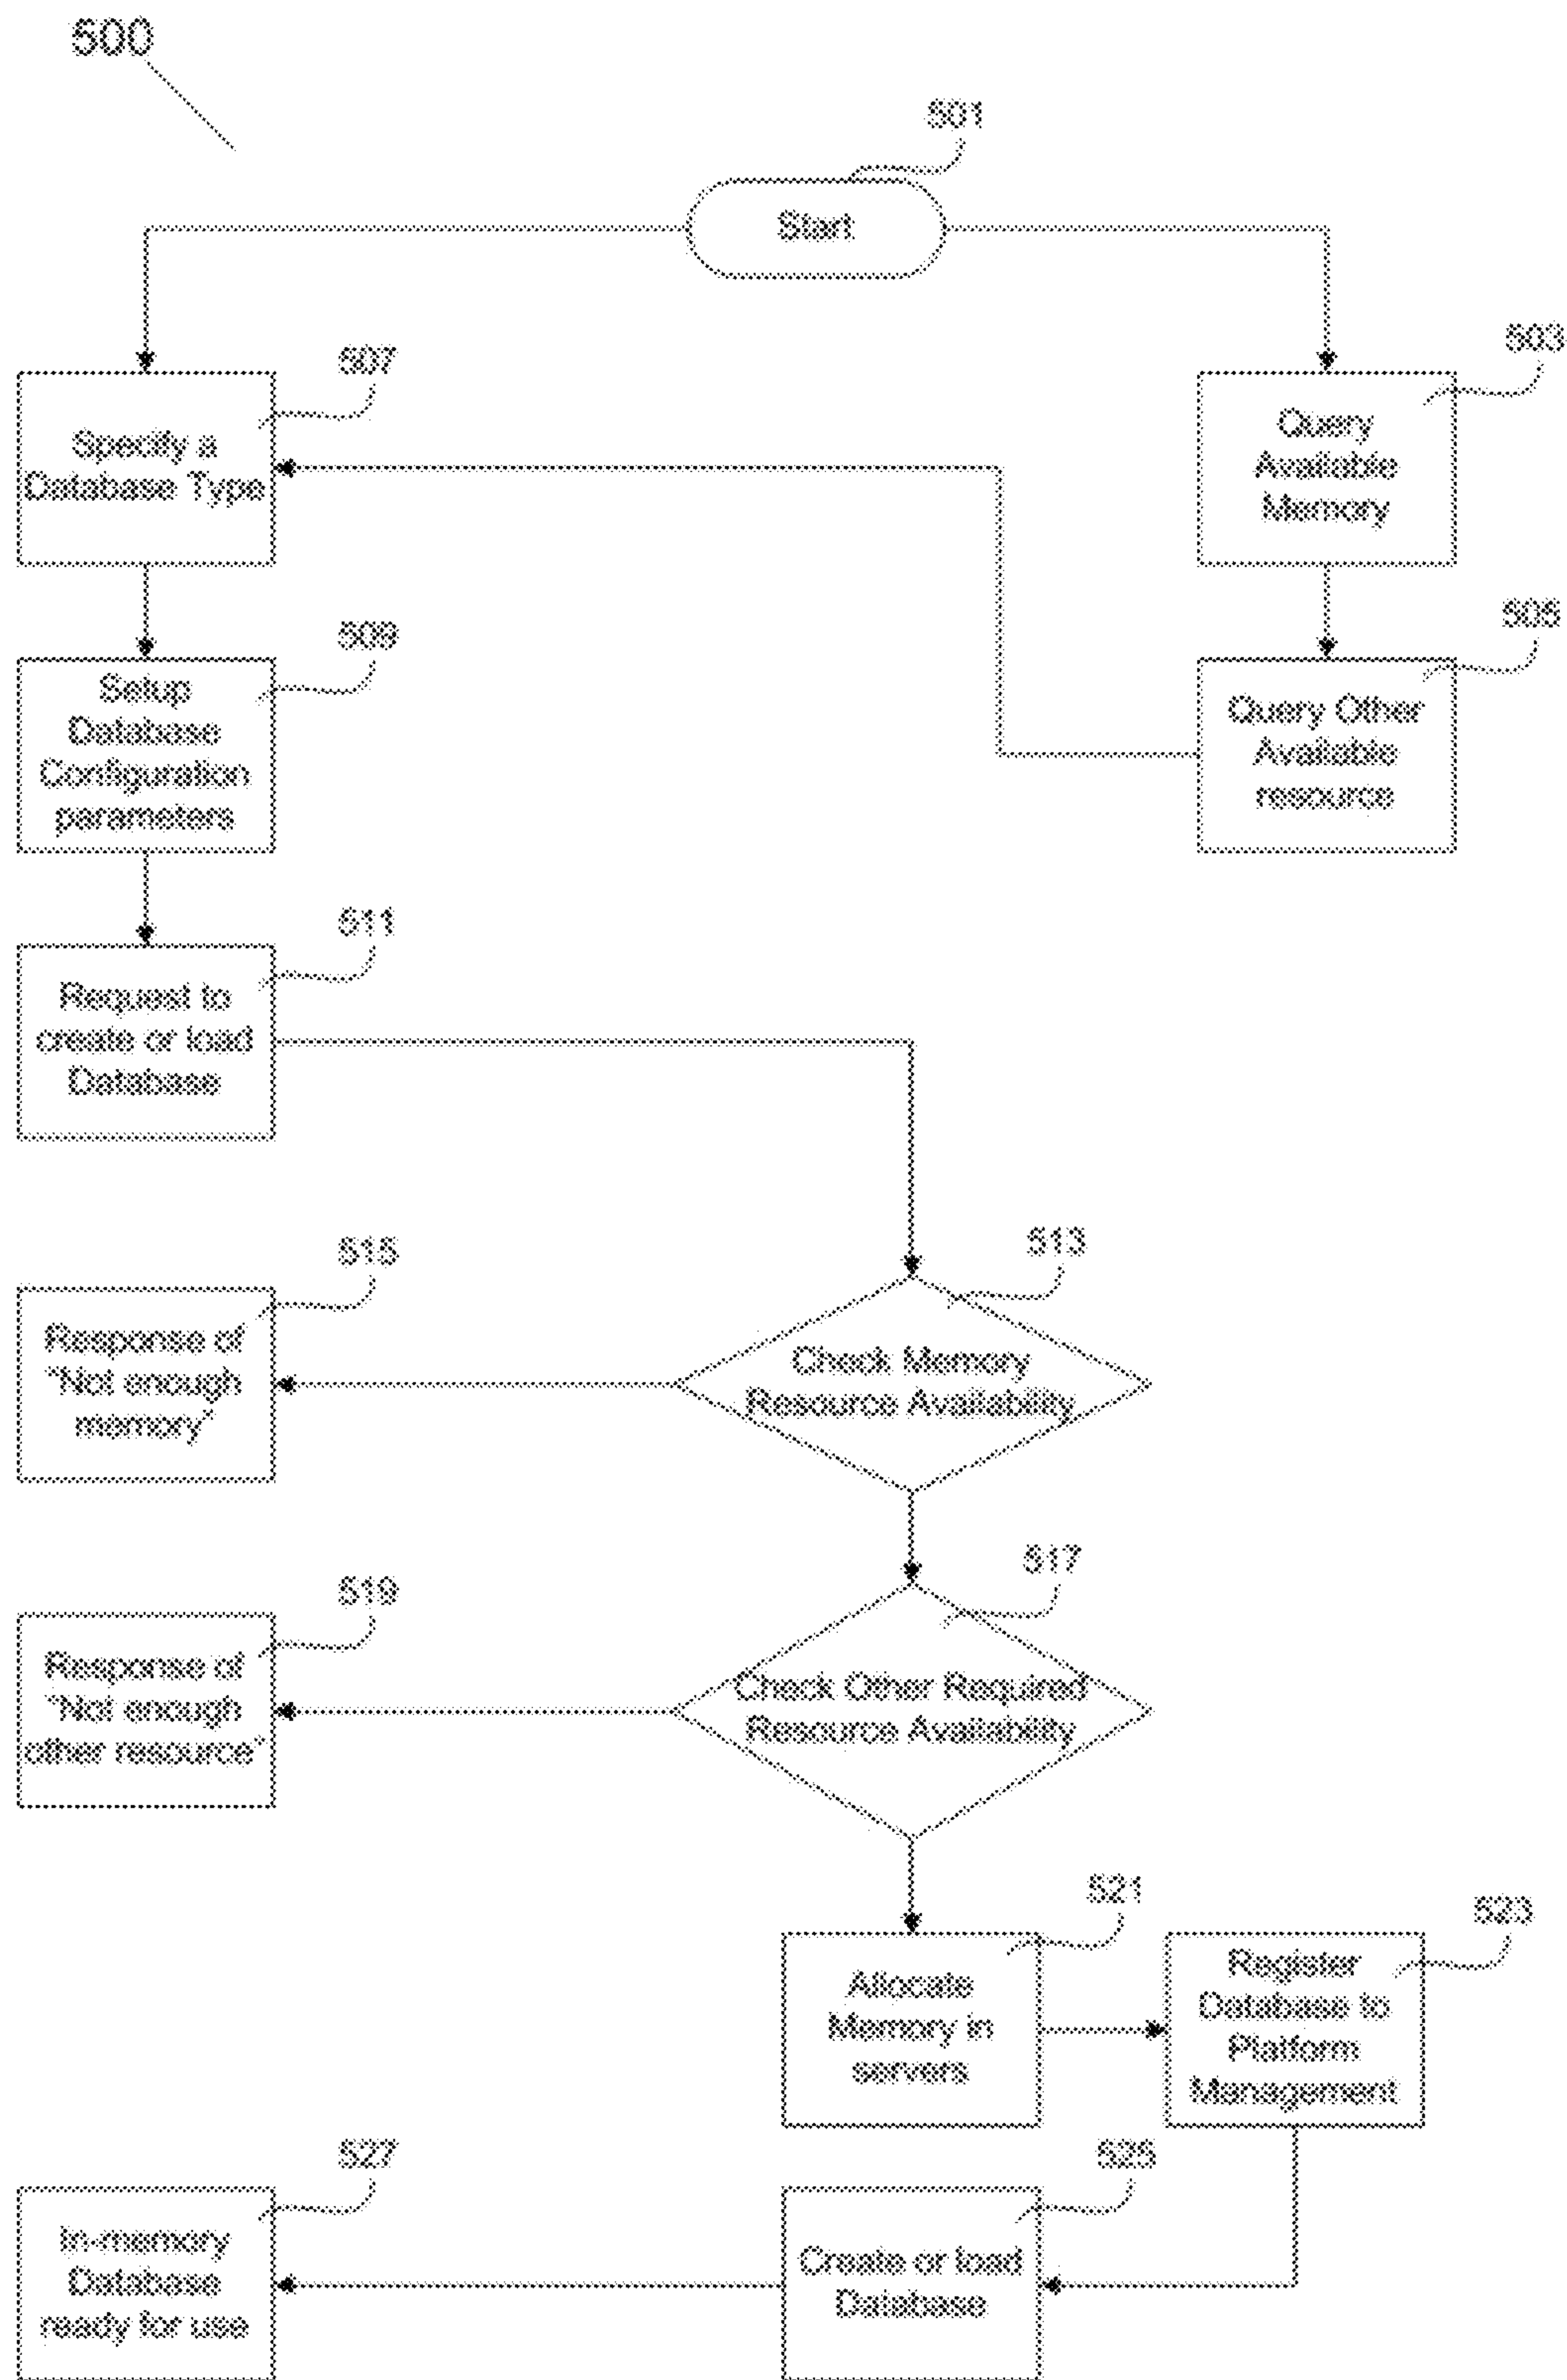 500
501
Start
507
503
Specify a
Database Type
Query
Available
Memory
509
505
Setup
Database
Configuration
parameters
Query Other
Available
resource
511
Request to
create or load
Database
515
513
Response of
"Not enough
memory"
Check Memory
Resource Availability
519
517
Response of
"Not enough
other resource"
Check Other Required
Resource Availability
521
523
Allocate
Memory in
servers
Register
Database to
Platform
Management
527
525
In-memory
Database
ready for use
Create or load
Database